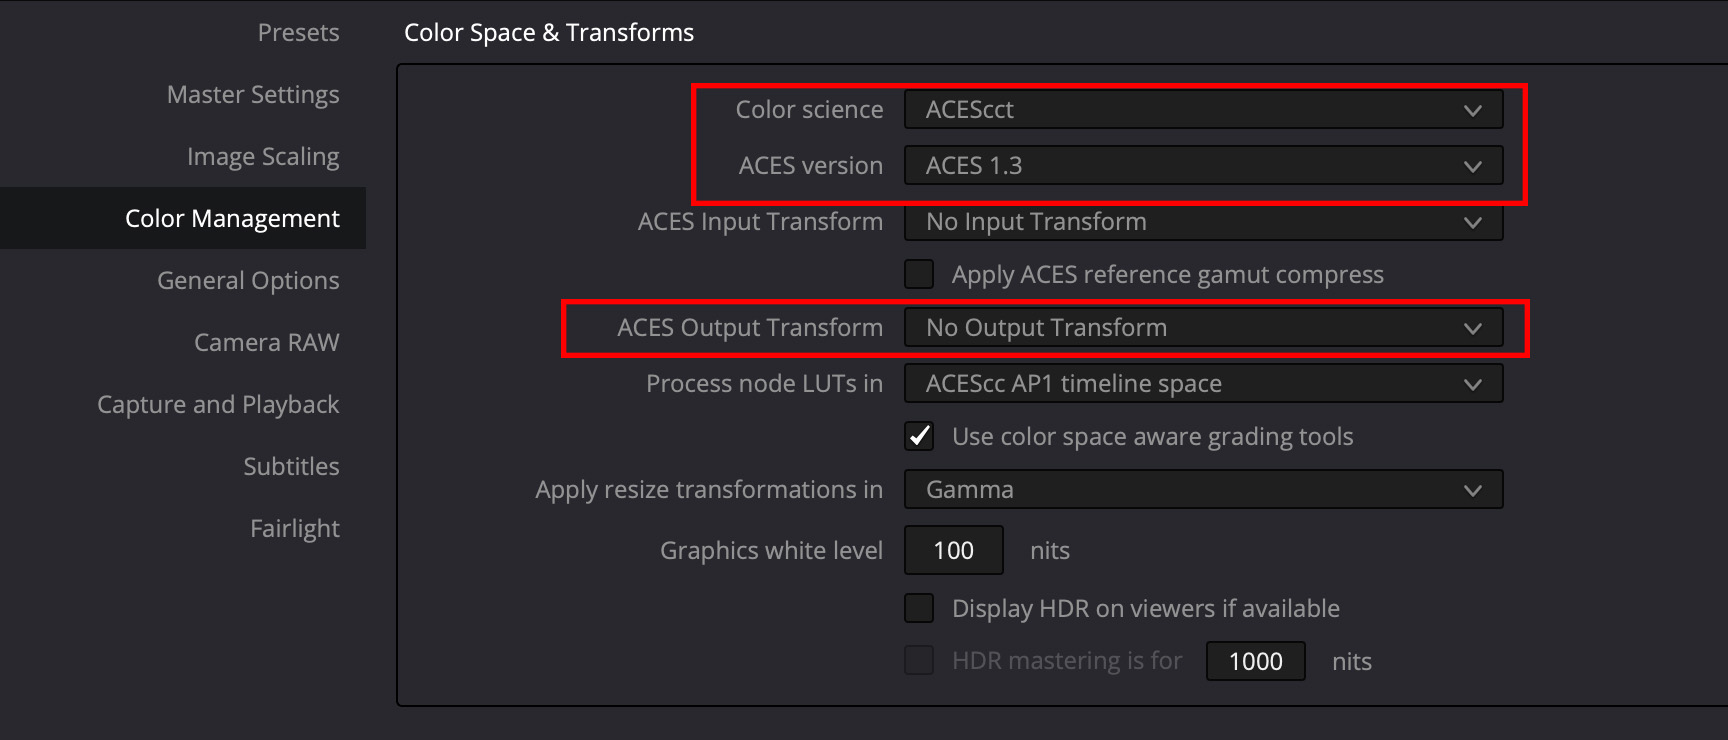 Presets
Master Settings
Image Scaling
Color Management
General Options
Camera RAW
Capture and Playback
Subtitles
Fairlight
Color Space & Transforms
Color science ACEScct
ACES version ACES 1.3
ACES Input Transform No Input Transform
Apply ACES reference gamut compress
ACES Output Transform No Output Transform
Process node LUTs in ACEScc AP1 timeline space
Use color space aware grading tools
Apply resize transformations in Gamma
Graphics white level 100 nits
Display HDR on viewers if available
HDR mastering is for 1000 nits